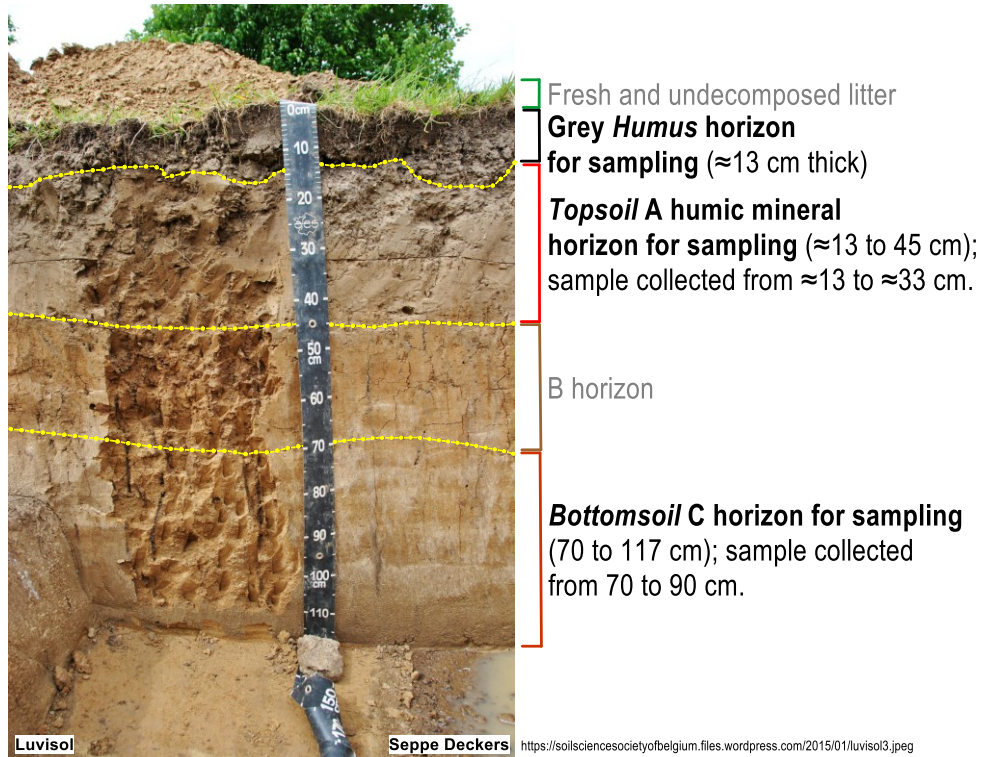 Fresh and undecomposed litter
Grey Humus horizon
for sampling (≈13 cm thick)
Topsoil A humic mineral
horizon for sampling (≈13 to 45 cm);
sample collected from ≈13 to ≈33 cm.
B horizon
Bottomsoil C horizon for sampling
(70 to 117 cm); sample collected
from 70 to 90 cm.
0cm
10
20
30
40
50
cm
60
70
80
90
100
cm
110
150
Luvisol
Seppe Deckers
https://soilsciencesocietyofbelgium.files.wordpress.com/2015/01/luvisol3.jpeg